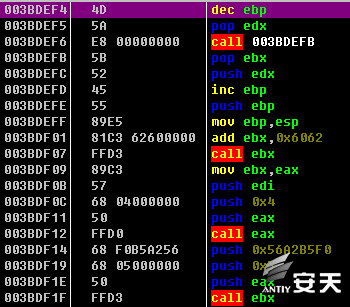 003BDEF4 4D dec ebp
003BDEF5 5A pop edx
003BDEF6 E8 00000000 call 003BDEFB
003BDEFB 5B pop ebx
003BDEFC 52 push edx
003BDEFD 45 inc ebp
003BDEFE 55 push ebp
003BDEFF 89E5 mov ebp,esp
003BDF01 81C3 62600000 add ebx,0x6062
003BDF07 FFD3 call ebx
003BDF09 89C3 mov ebx,eax
003BDF0B 57 push edi
003BDF0C 68 04000000 push 0x4
003BDF11 50 push eax
003BDF12 FFD0 call eax
003BDF14 68 F0B5A256 push 0x56A2B5F0
003BDF19 68 05000000 push
003BDF1E 50 push eax
003BDF1F FFD3 call ebx
ANTIY 安天